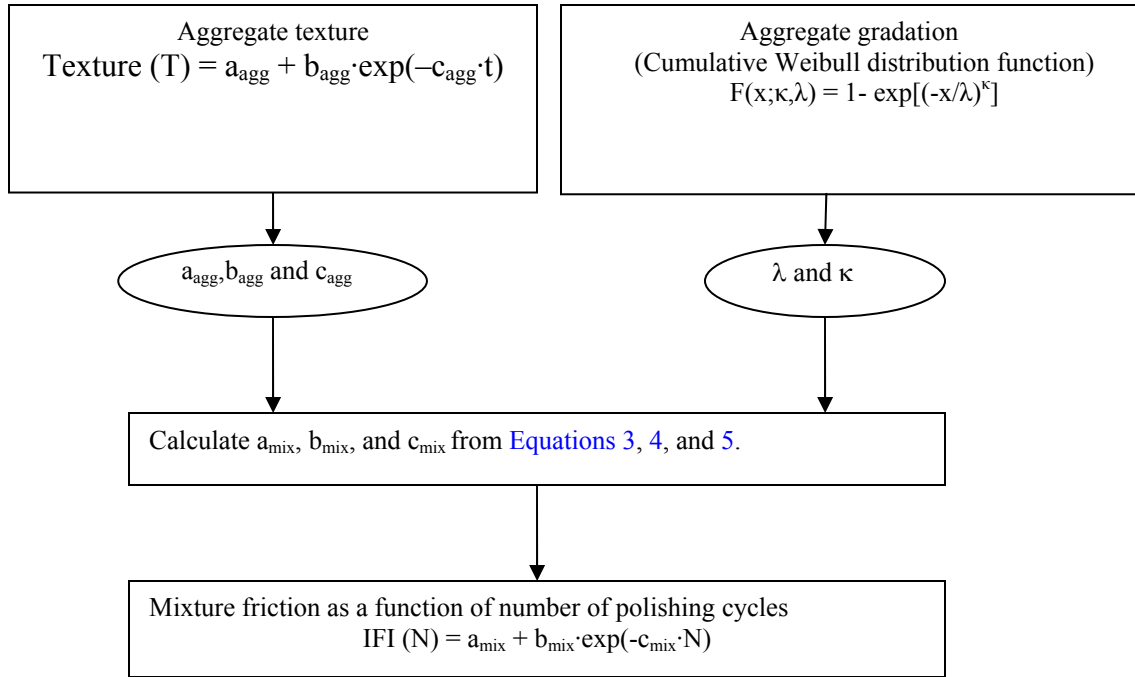 Aggregate texture
Texture (T) = a_agg + b_agg·exp(–c_agg·t)
Aggregate gradation
(Cumulative Weibull distribution function)
F(x;κ,λ) = 1- exp[(-x/λ)^κ]
a_agg,b_agg and c_agg
λ and κ
Calculate a_mix, b_mix, and c_mix from Equations 3, 4, and 5.
Mixture friction as a function of number of polishing cycles
IFI (N) = a_mix + b_mix·exp(-c_mix·N)